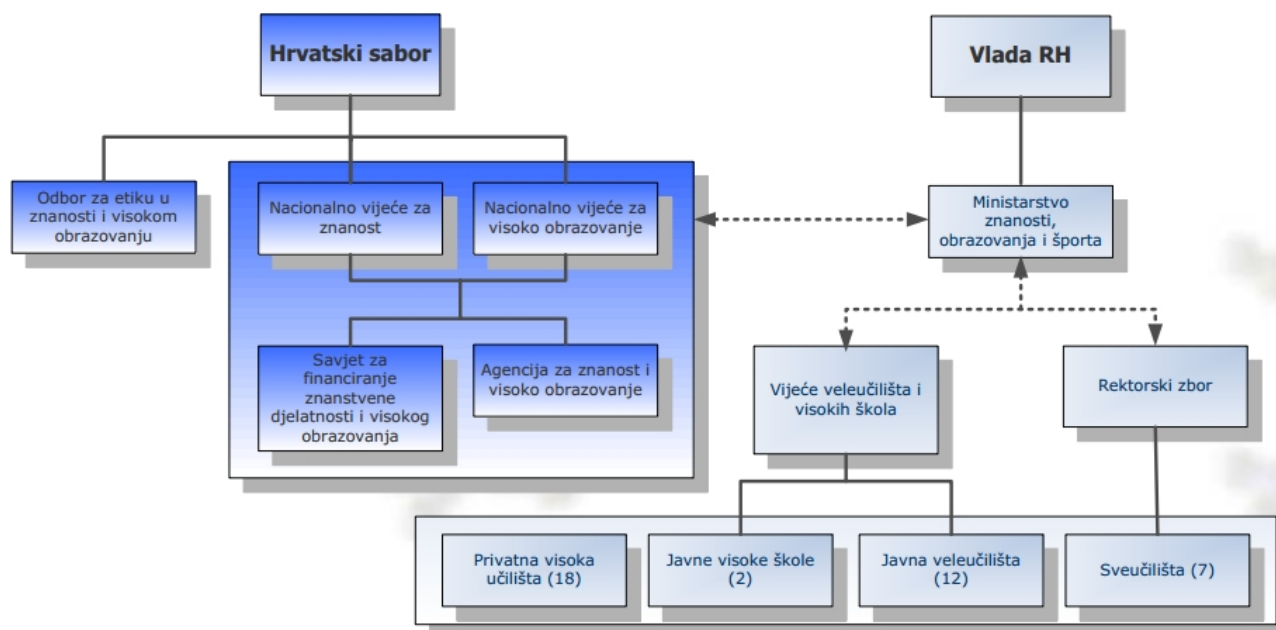 Hrvatski sabor
Vlada RH
Odbor za etiku u
znanosti i visokom
obrazovanju
Nacionalno vijeće za
znanost
Nacionalno vijeće za
visoko obrazovanje
Ministarstvo
znanosti,
obrazovanja i športa
Savjet za
financiranje
znanstvene
djelatnosti i visokog
obrazovanja
Agencija za znanost i
visoko obrazovanje
Vijeće veleučilišta i
visokih škola
Rektorski zbor
Privatna visoka
učilišta (18)
Javne visoke škole
(2)
Javna veleučilišta
(12)
Sveučilišta (7)